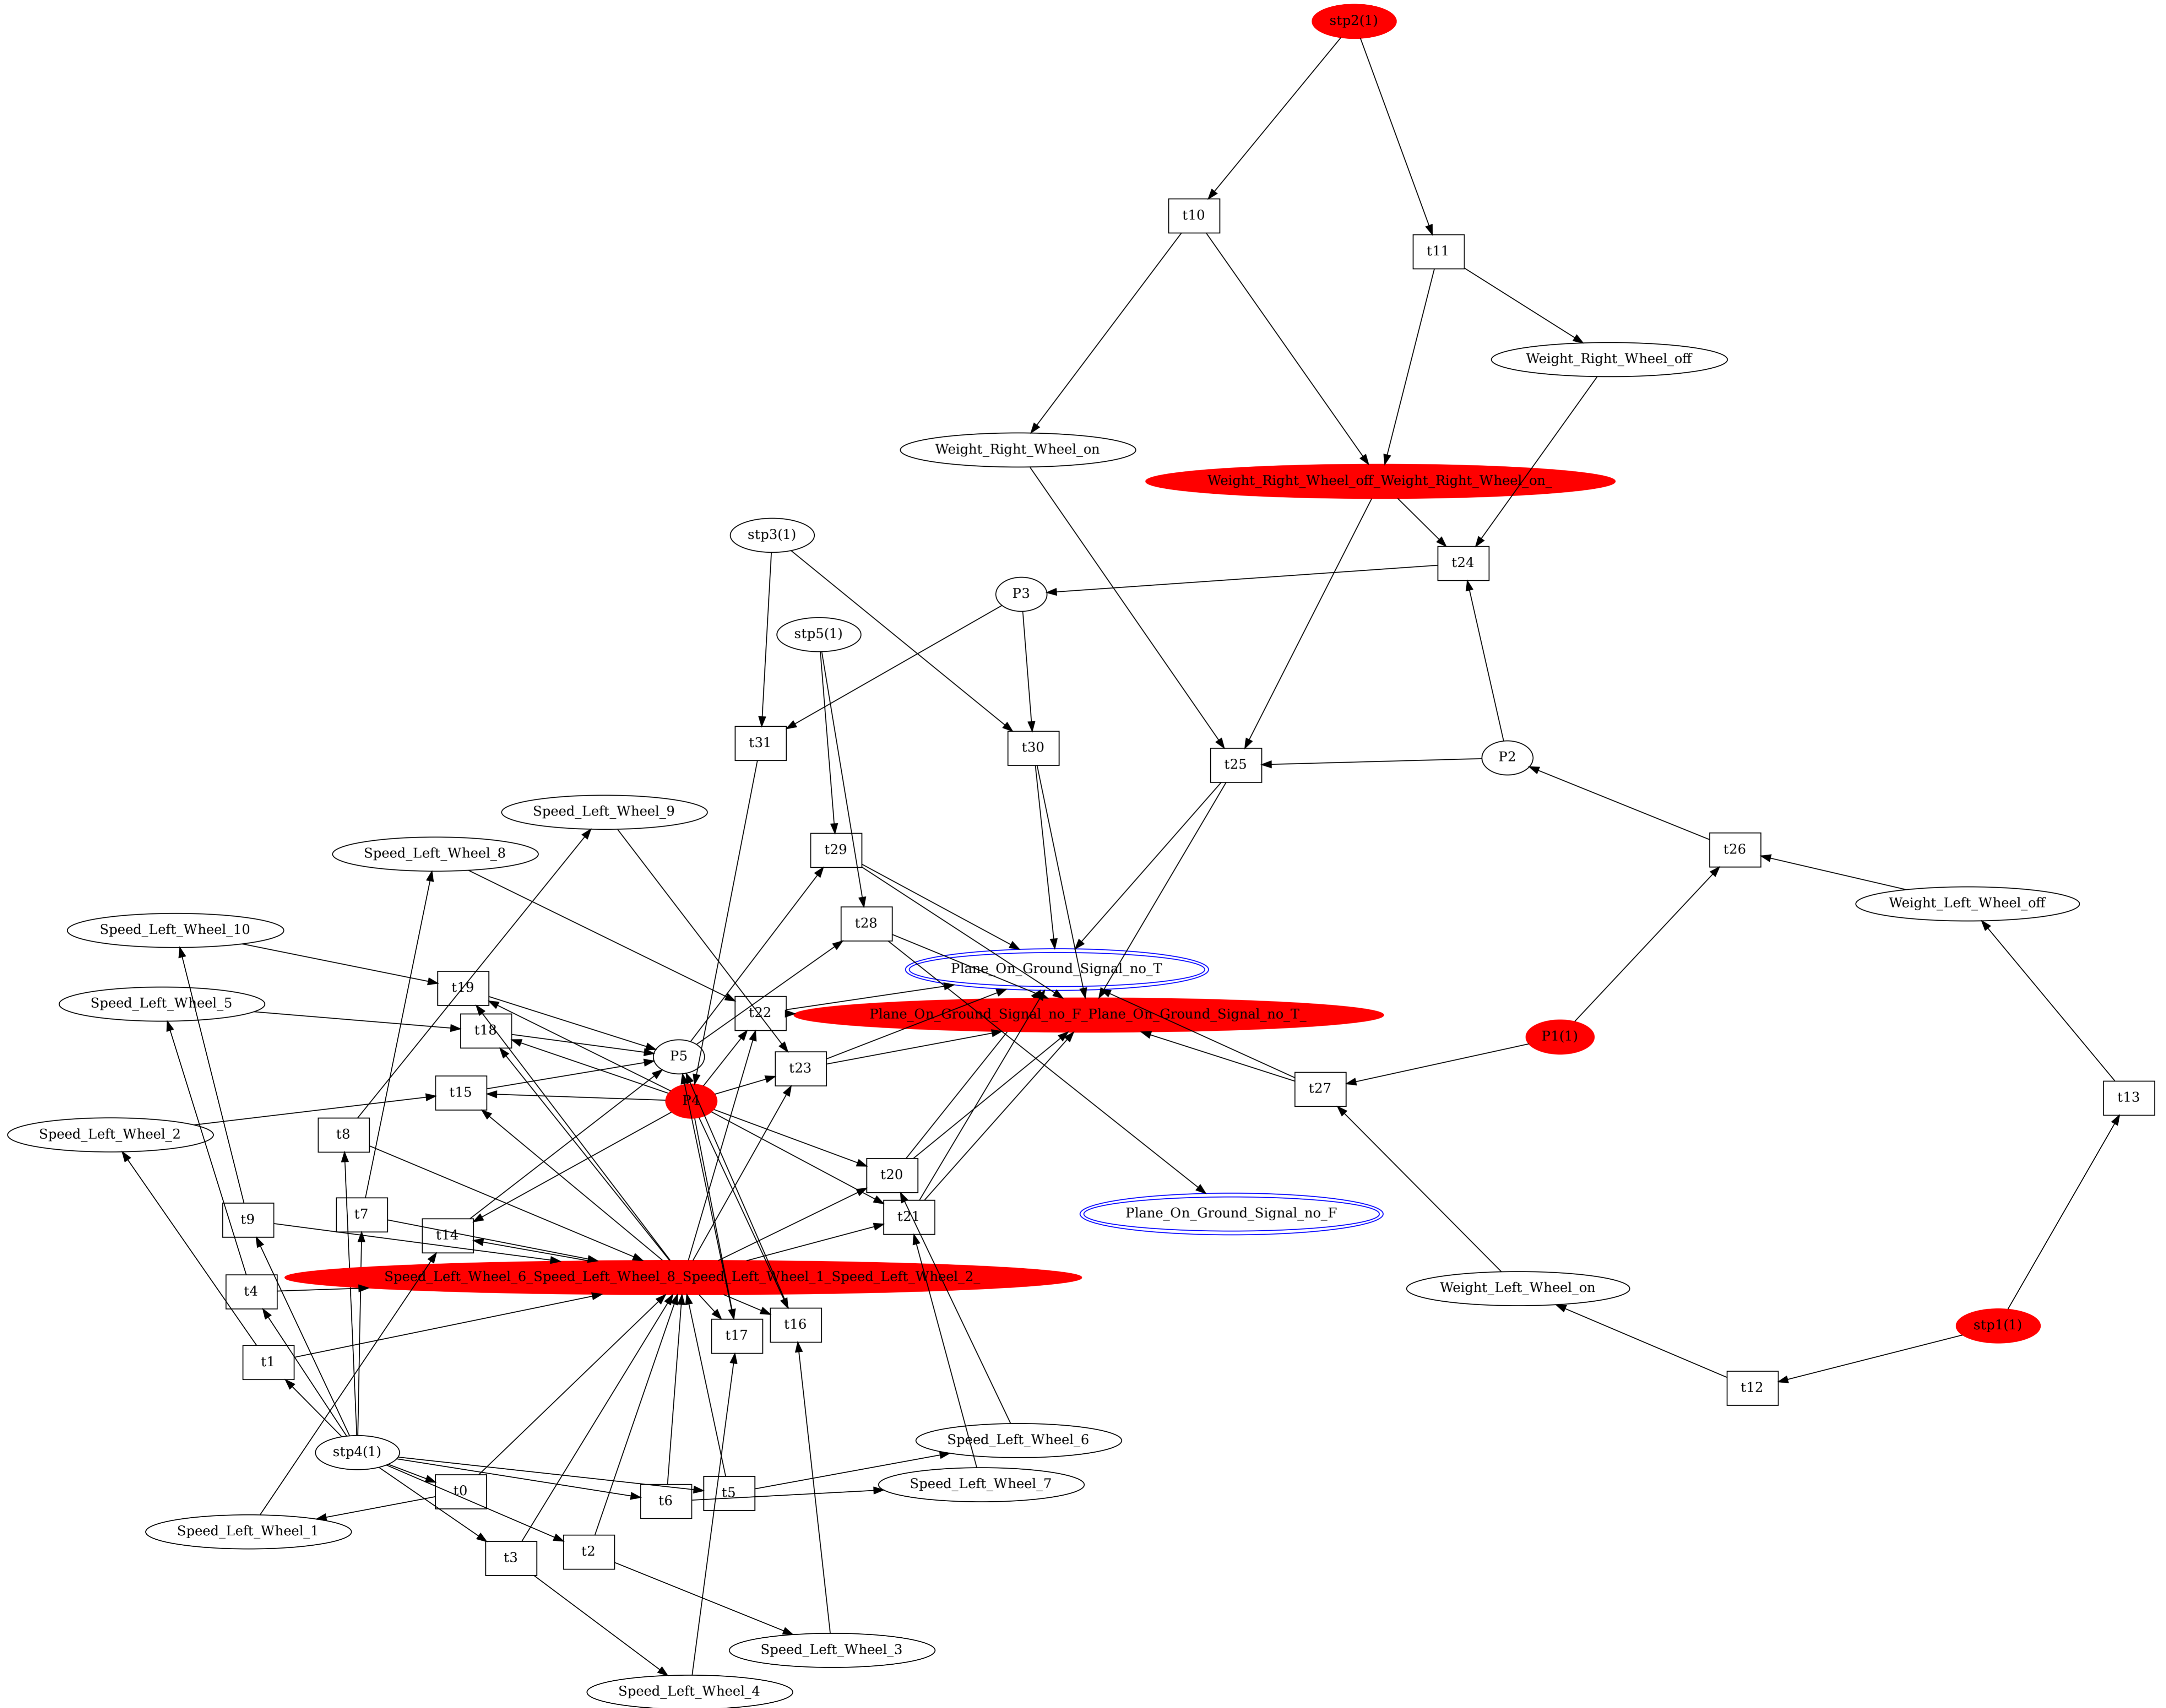 stp2(1)
t10
t11
Weight_Right_Wheel_off
Weight_Right_Wheel_on
Weight_Right_Wheel_off_Weight_Right_Wheel_on_
stp3(1)
t24
P3
stp5(1)
t31
t30
t25
P2
Speed_Left_Wheel_9
Speed_Left_Wheel_8
t29
t26
Weight_Left_Wheel_off
Speed_Left_Wheel_10
t28
Plane_On_Ground_Signal_no_T
t19
Speed_Left_Wheel_5
t22
Plane_On_Ground_Signal_no_F_Plane_On_Ground_Signal_no_T_
t18
P1(1)
P5
t23
t27
t15
P4
t13
Speed_Left_Wheel_2
t8
t20
t9
t7
t21
Plane_On_Ground_Signal_no_F
t14
Speed_Left_Wheel_6_Speed_Left_Wheel_8_Speed_Left_Wheel_1_Speed_Left_Wheel_2_
t4
Weight_Left_Wheel_on
t16
stp1(1)
t17
t1
t12
Speed_Left_Wheel_6
stp4(1)
Speed_Left_Wheel_7
t0
t5
t6
Speed_Left_Wheel_1
t2
t3
Speed_Left_Wheel_3
Speed_Left_Wheel_4